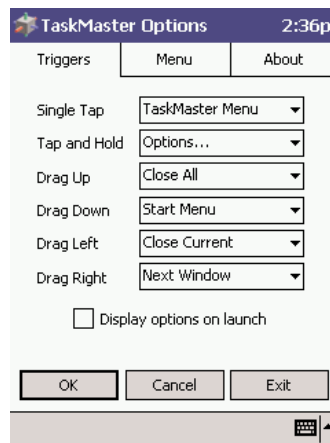 TaskMaster Options 2:36p
Triggers Menu About
Single Tap TaskMaster Menu
Tap and Hold Options...
Drag Up Close All
Drag Down Start Menu
Drag Left Close Current
Drag Right Next Window
Display options on launch
OK Cancel Exit